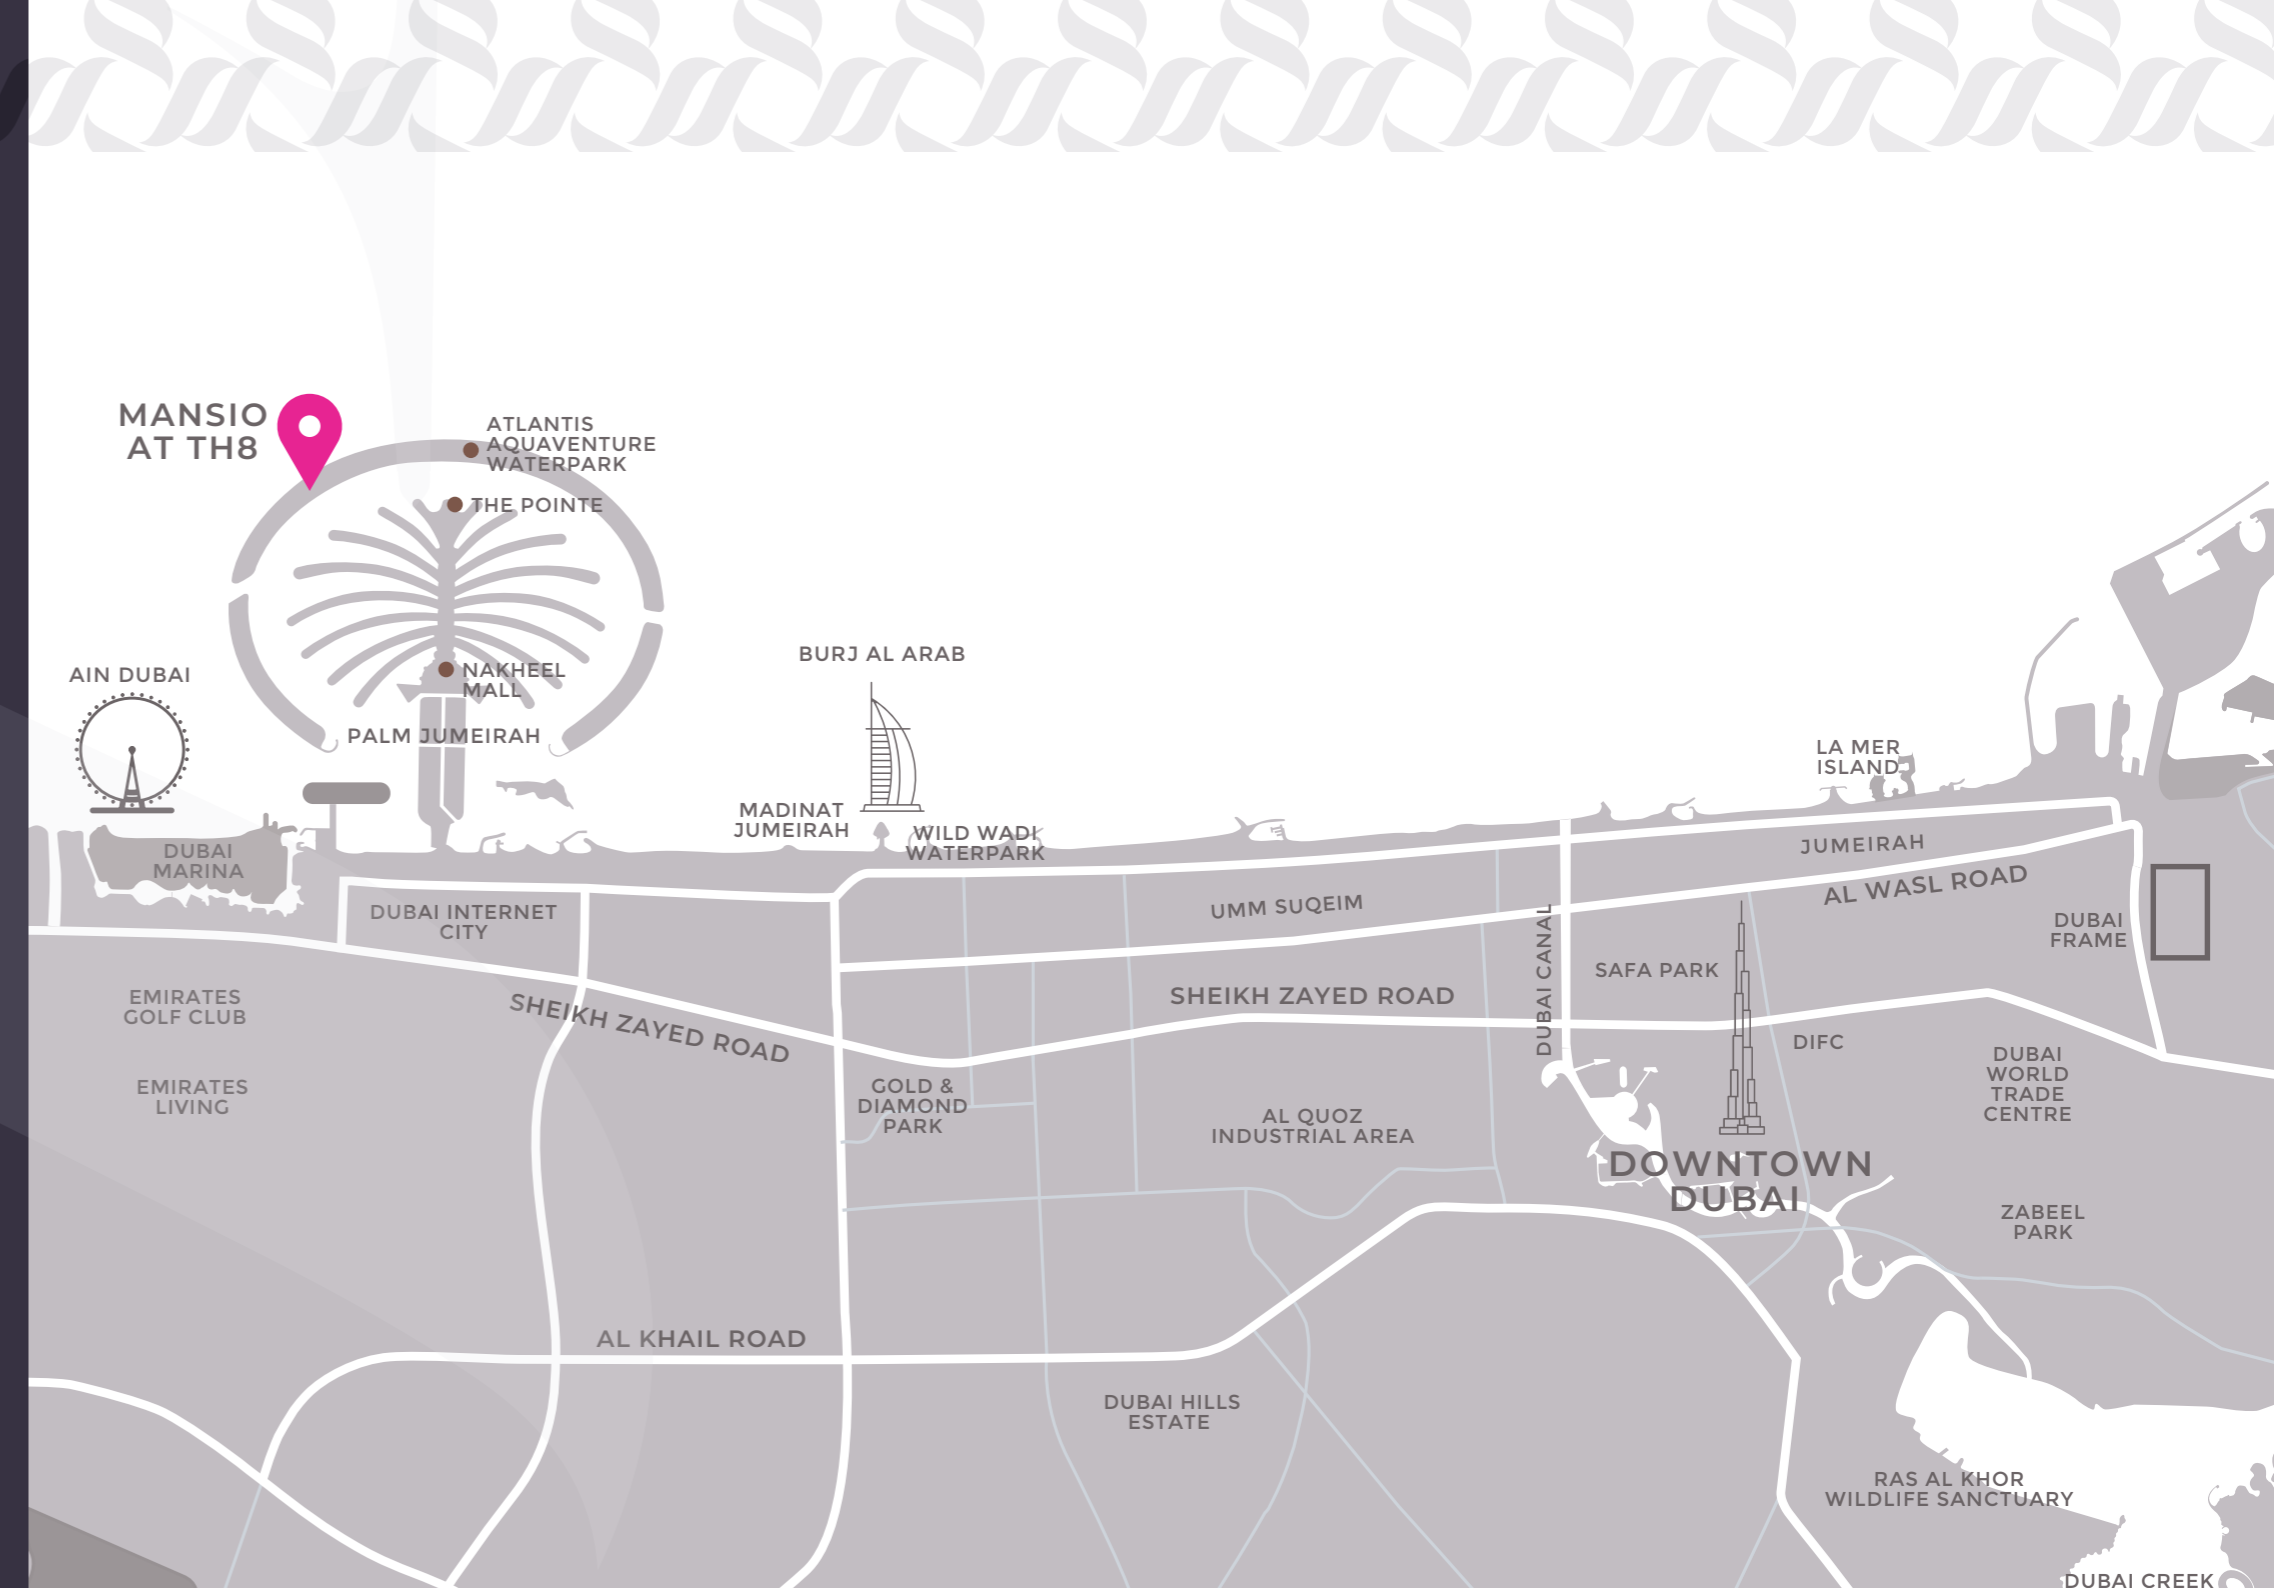 MANSIO
AT TH8
ATLANTIS
AQUAVENTURE
WATERPARK
THE POINTE
NAKHEEL
MALL
PALM JUMEIRAH
AIN DUBAI
BURJ AL ARAB
MADINAT
JUMEIRAH
WILD WADI
WATERPARK
LA MER
ISLAND
DUBAI
MARINA
DUBAI INTERNET
CITY
UMM SUQEIM
JUMEIRAH
AL WASL ROAD
DUBAI
FRAME
DUBAI CANAL
SAFA PARK
EMIRATES
GOLF CLUB
SHEIKH ZAYED ROAD
SHEIKH ZAYED ROAD
DIFC
DUBAI
WORLD
TRADE
CENTRE
EMIRATES
LIVING
GOLD &
DIAMOND
PARK
AL QUOZ
INDUSTRIAL AREA
DOWNTOWN
DUBAI
ZABEEL
PARK
AL KHAIL ROAD
DUBAI HILLS
ESTATE
RAS AL KHOR
WILDLIFE SANCTUARY
DUBAI CREEK